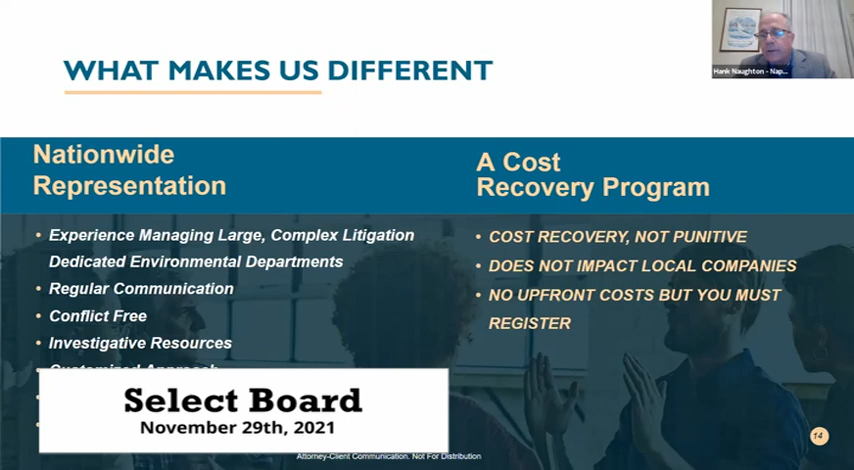 WHAT MAKES US DIFFERENT
Hank Naughton - Nap...
Nationwide
Representation
• Experience Managing Large, Complex Litigation
Dedicated Environmental Departments
• Regular Communication
• Conflict Free
• Investigative Resources
• Customized Approach
A Cost
Recovery Program
• COST RECOVERY, NOT PUNITIVE
• DOES NOT IMPACT LOCAL COMPANIES
• NO UPFRONT COSTS BUT YOU MUST
REGISTER
Select Board
November 29th, 2021
Attorney-Client Communication. Not For Distribution
14